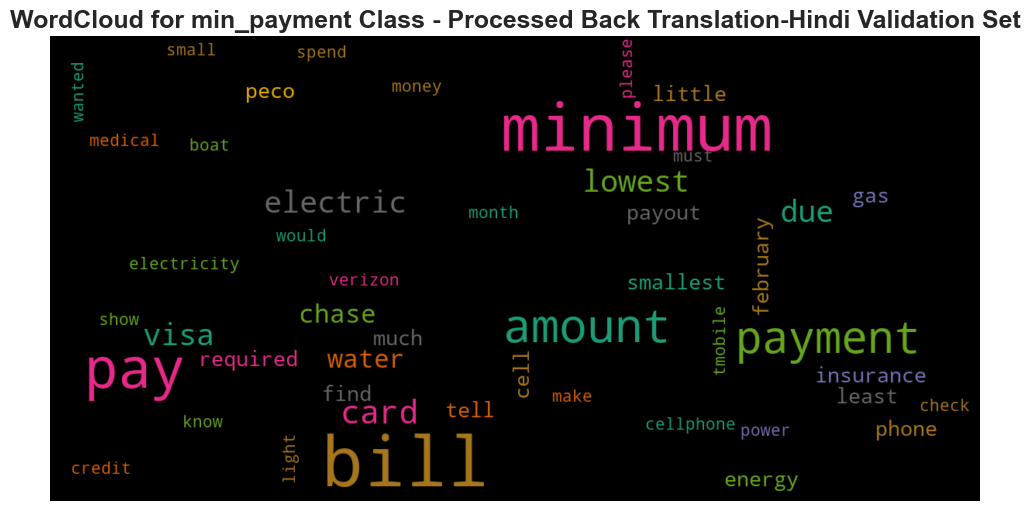 WordCloud for min_payment Class - Processed Back Translation-Hindi Validation Set
small
spend
please
wanted
peco
money
little
minimum
medical
boat
must
lowest
electric
month
payout
due
gas
would
february
electricity
verizon
smallest
show
chase
visa
much
amount
tmobile
payment
pay
required
water
cell
insurance
find
make
least
check
card
tell
know
cellphone
power
phone
bill
light
credit
energy